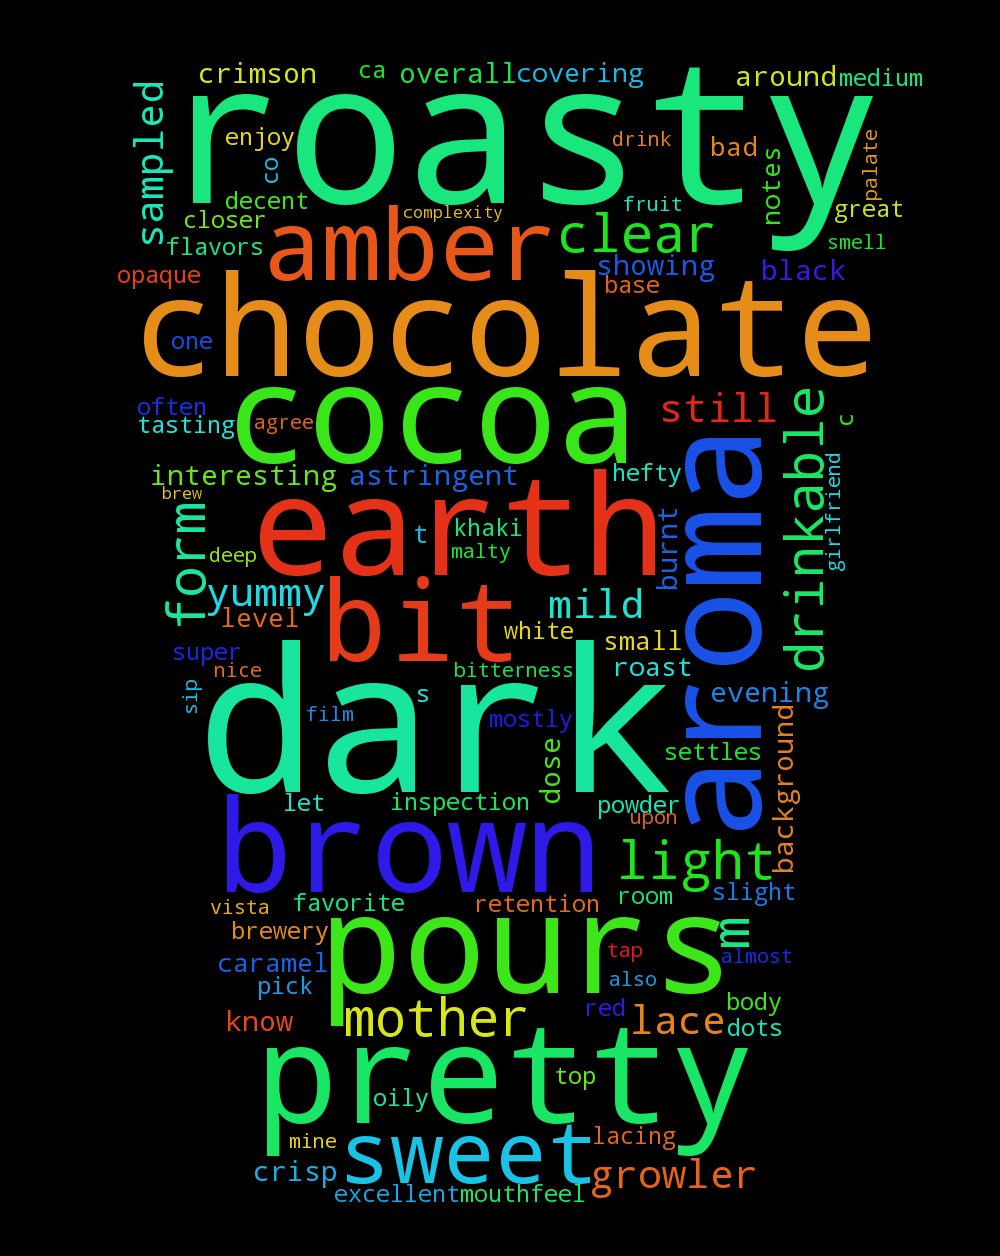 crimson ca overall covering around medium
roasty
sampled
enjoy
drink
bad
co
notes
palate
decent
complexity
fruit
great
closer
amber
clear
smell
flavors
showing
opaque
black
base
chocolate
one
cocoa
often
still
drinkable
c
tasting
agree
aroma
interesting
astringent
hefty
girlfriend
brew
earth
form
t
khaki
burnt
deep
malty
yummy
bit
mild
level
white
small
super
nice
bitterness
roast
dark
sip
s
evening
film
mostly
background
dose
settles
let
inspection
powder
brown
upon
light
slight
room
vista
favorite
retention
pours
m
brewery
tap
almost
caramel
also
pick
red
body
know
mother
lace
dots
pretty
top
oily
mine
sweet
lacing
crisp
growler
excellent
mouthfeel